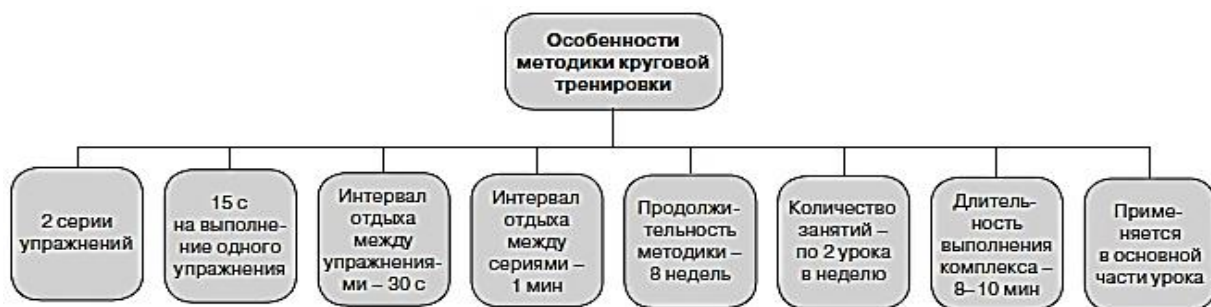 Особенности
методики круговой
тренировки
2 серии
упражнений
15 с
на выполне-
ние одного
упражнения
Интервал
отдыха
между
упражнения-
ми – 30 с
Интервал
отдыха
между
сериями –
1 мин
Продолжи-
тельность
методики –
8 недель
Количество
занятий –
по 2 урока
в неделю
Длитель-
ность
выполнения
комплекса –
8–10 мин
Приме-
няется
в основной
части урока